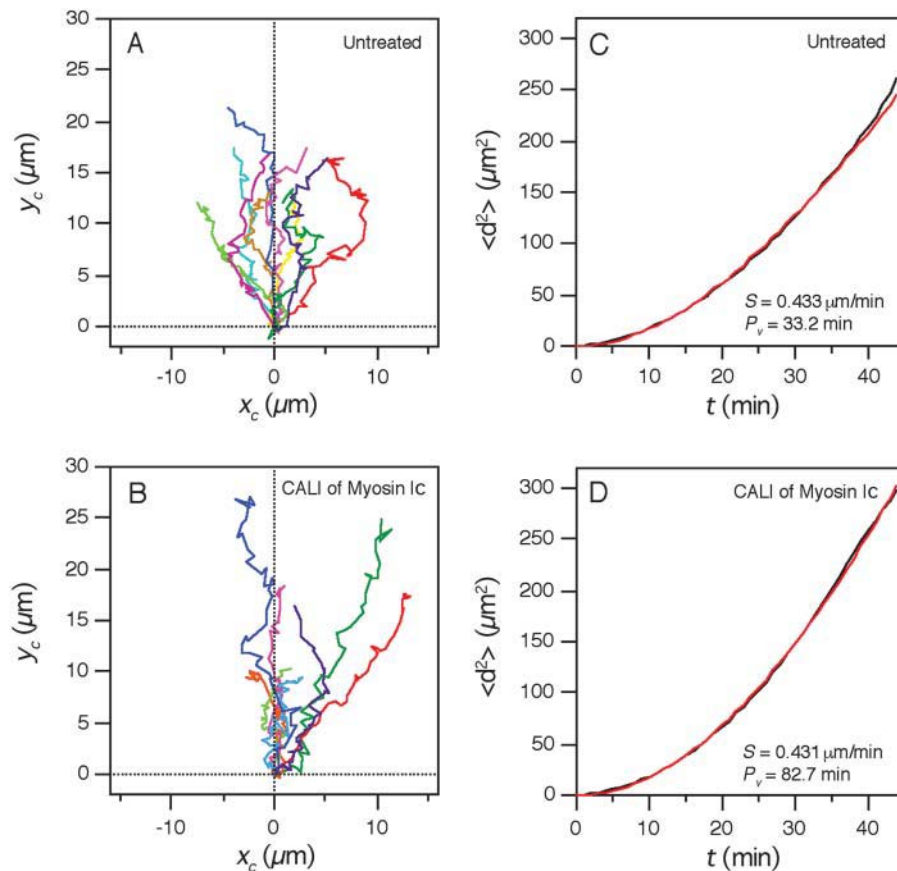 A
Untreated
30
25
20
15
10
5
0
y_c (µm)
-10
0
10
x_c (µm)
C
Untreated
300
250
200
150
100
50
0
<d²> (µm²)
S = 0.433 µm/min
P_v = 33.2 min
0
10
20
30
40
t (min)
B
CALI of Myosin Ic
30
25
20
15
10
5
0
y_c (µm)
-10
0
10
x_c (µm)
D
CALI of Myosin Ic
300
250
200
150
100
50
0
<d²> (µm²)
S = 0.431 µm/min
P_v = 82.7 min
0
10
20
30
40
t (min)